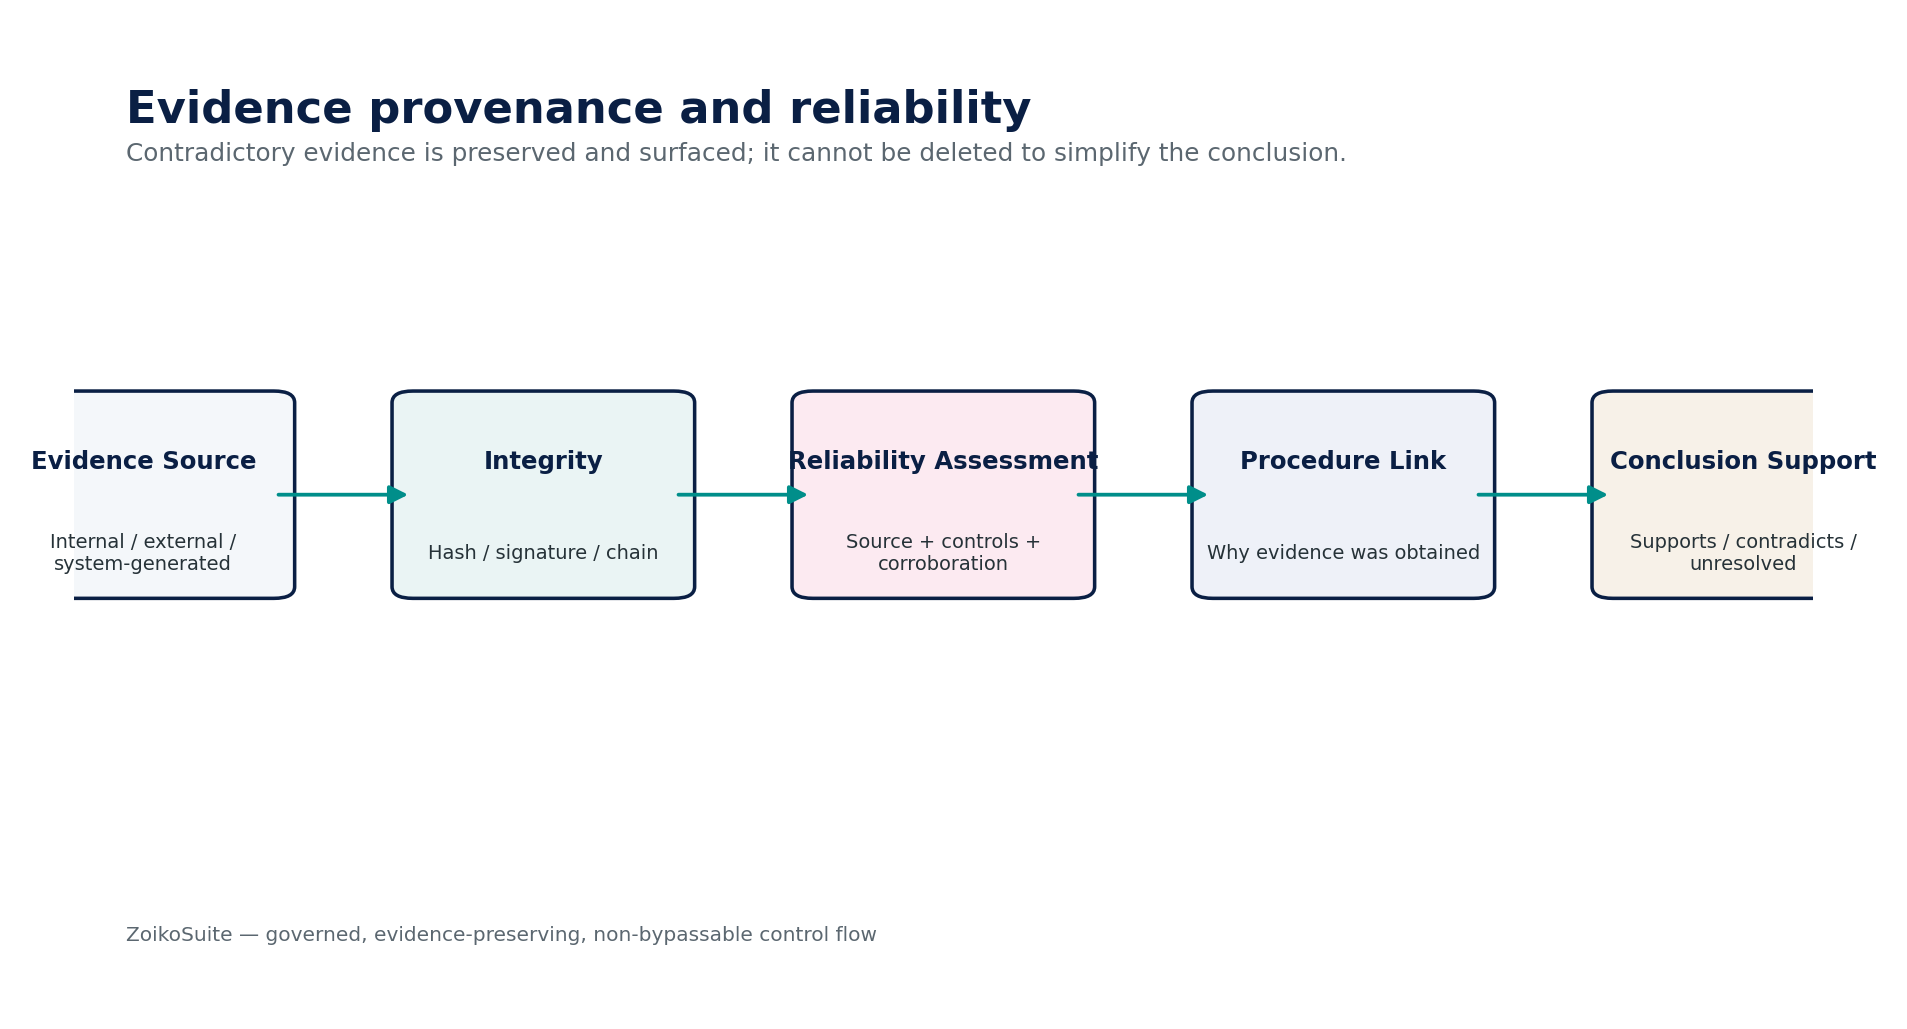 Evidence provenance and reliability
Contradictory evidence is preserved and surfaced; it cannot be deleted to simplify the conclusion.
Evidence Source
Internal / external /
system-generated
Integrity
Hash / signature / chain
Reliability Assessment
Source + controls +
corroboration
Procedure Link
Why evidence was obtained
Conclusion Support
Supports / contradicts /
unresolved
ZoikoSuite — governed, evidence-preserving, non-bypassable control flow